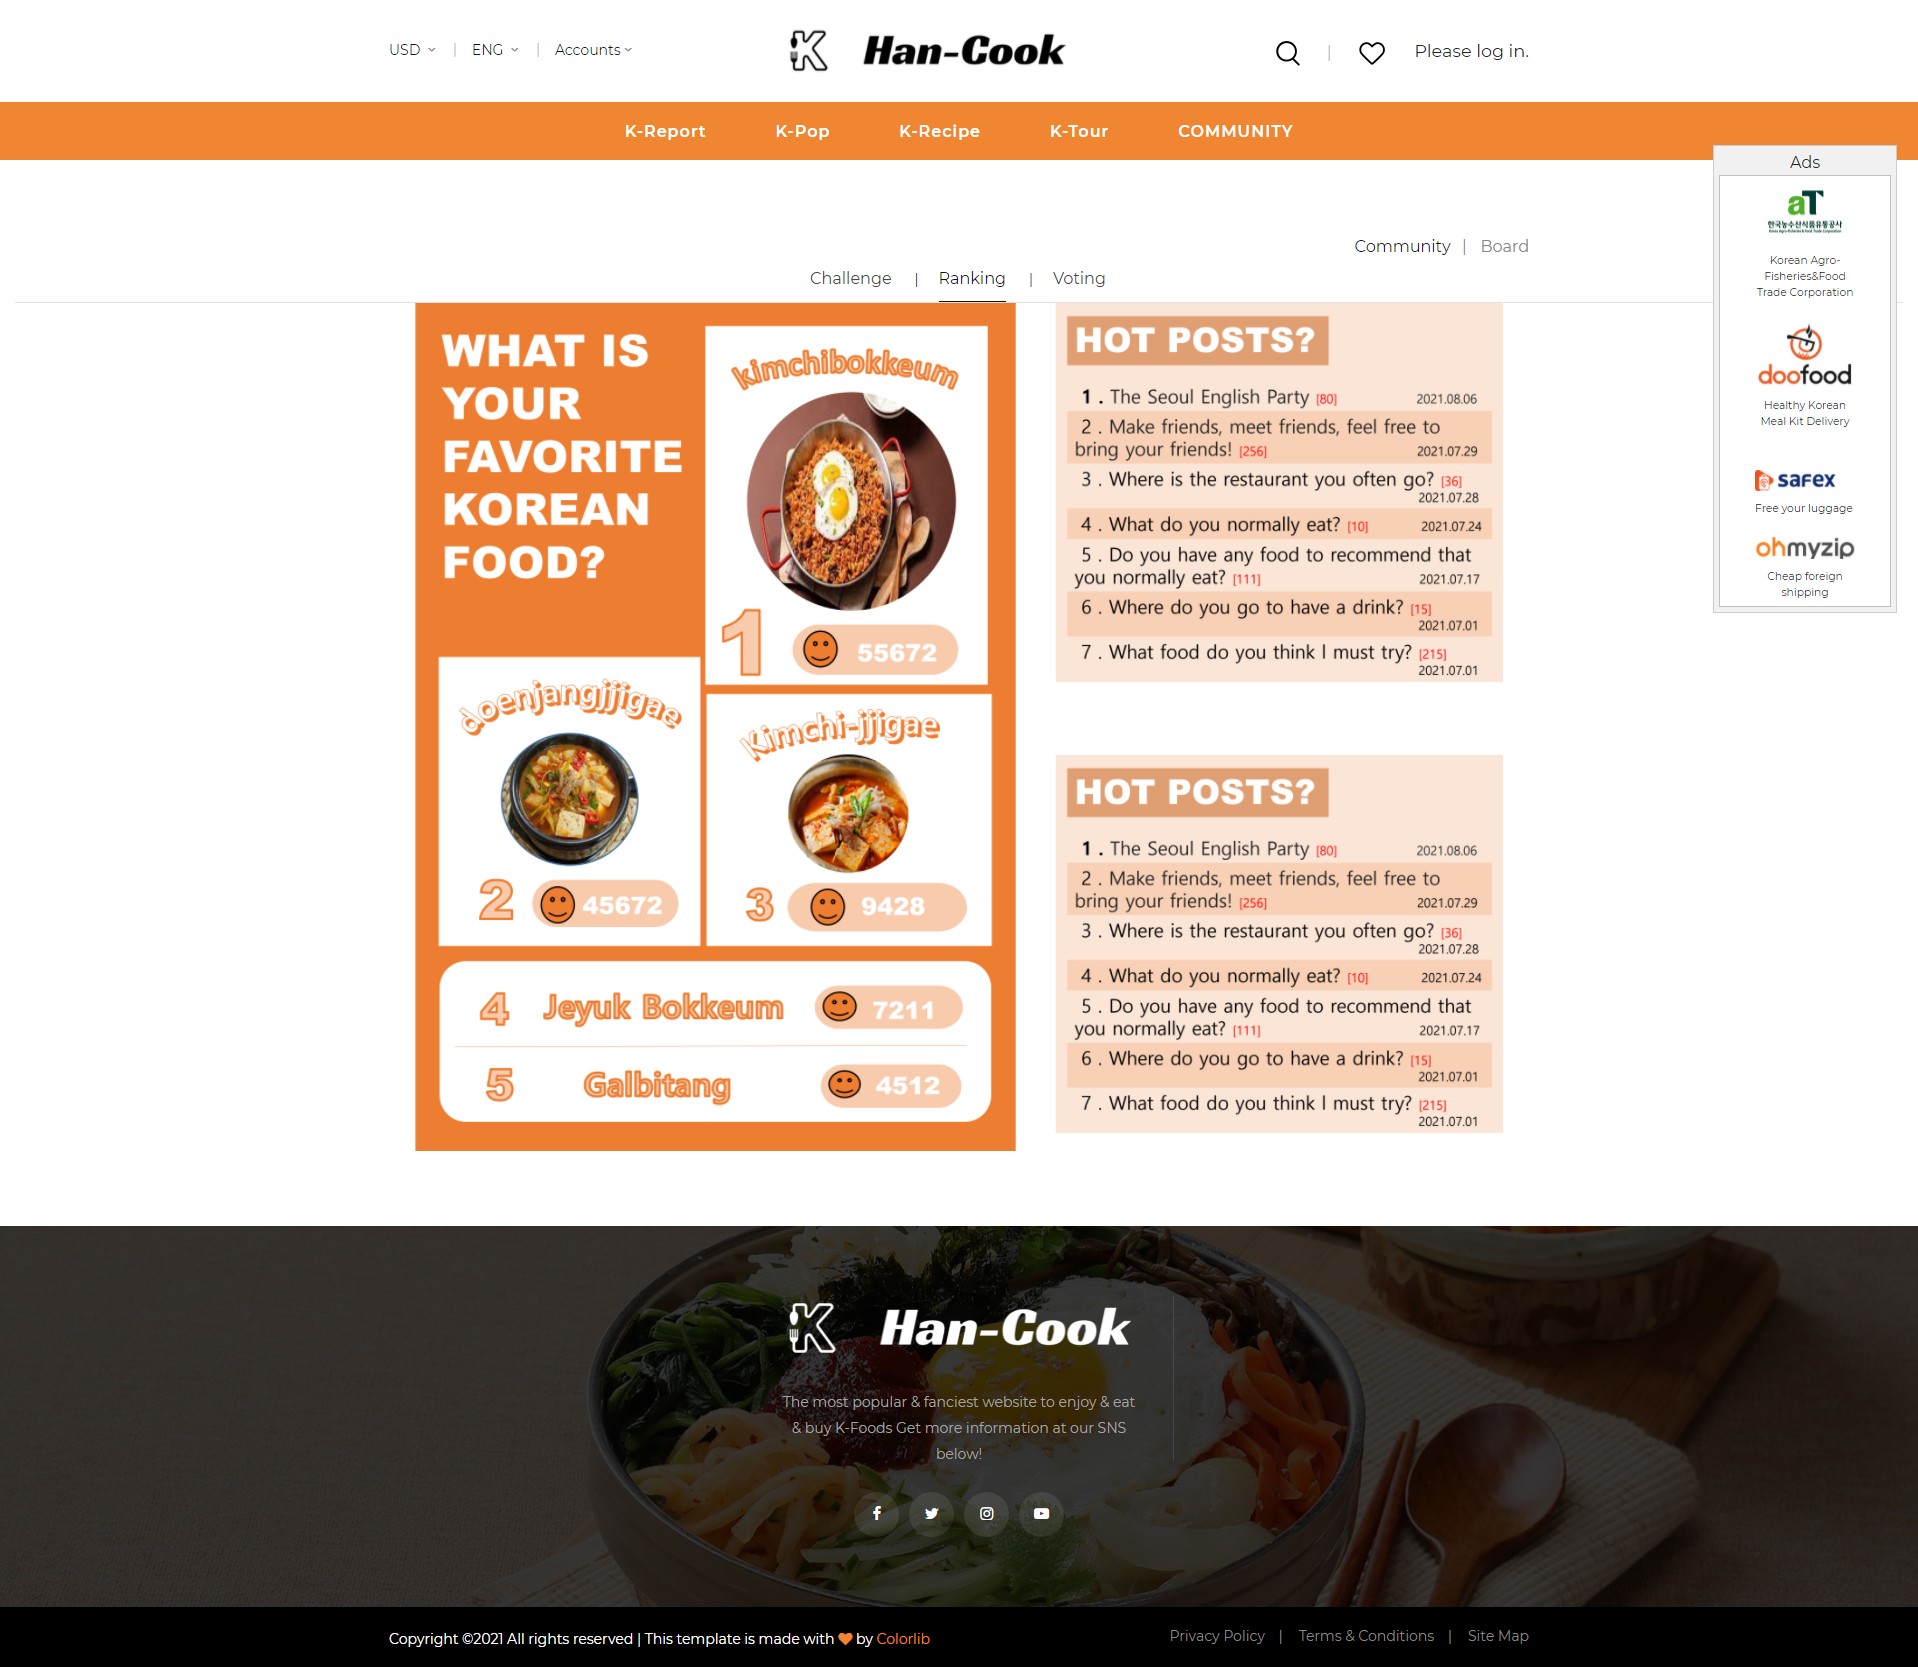 USD | ENG | Accounts
K Han-Cook
| Please log in.
K-Report K-Pop K-Recipe K-Tour COMMUNITY
Community | Board
Challenge | Ranking | Voting
WHAT IS
YOUR
FAVORITE
KOREAN
FOOD?
kimchibokkeum
1 55672
doenjangjjigae
2 45672
Kimchi-jjigae
3 9428
4 Jeyuk Bokkeum 7211
5 Galbitang 4512
HOT POSTS?
1 . The Seoul English Party [80] 2021.08.06
2 . Make friends, meet friends, feel free to
bring your friends! [256] 2021.07.29
3 . Where is the restaurant you often go? [36]
2021.07.28
4 . What do you normally eat? [10] 2021.07.24
5 . Do you have any food to recommend that
you normally eat? [111] 2021.07.17
6 . Where do you go to have a drink? [15]
2021.07.01
7 . What food do you think I must try? [215]
2021.07.01
HOT POSTS?
1 . The Seoul English Party [80] 2021.08.06
2 . Make friends, meet friends, feel free to
bring your friends! [256] 2021.07.29
3 . Where is the restaurant you often go? [36]
2021.07.28
4 . What do you normally eat? [10] 2021.07.24
5 . Do you have any food to recommend that
you normally eat? [111] 2021.07.17
6 . Where do you go to have a drink? [15]
2021.07.01
7 . What food do you think I must try? [215]
2021.07.01
Ads
aT
한국농수산식품유통공사
Korea Agro-Fisheries & Food Trade Corporation
Korean Agro-
Fisheries&Food
Trade Corporation
doofood
Healthy Korean
Meal Kit Delivery
safex
Free your luggage
ohmyzip
Cheap foreign
shipping
K Han-Cook
The most popular & fanciest website to enjoy & eat
& buy K-Foods Get more information at our SNS
below!
Copyright ©2021 All rights reserved | This template is made with by Colorlib
Privacy Policy | Terms & Conditions | Site Map